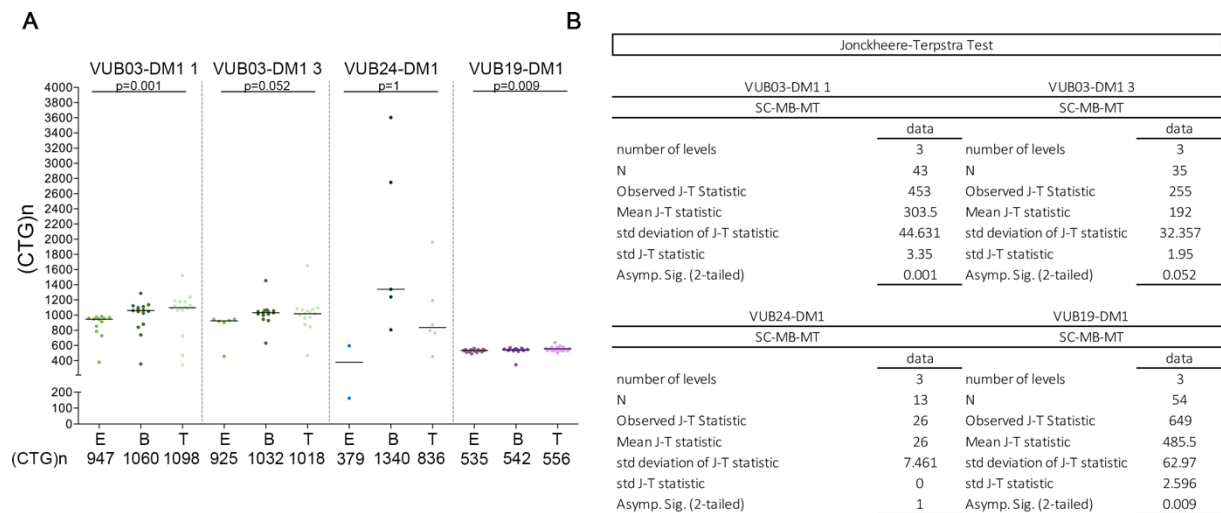 A
VUB03-DM1 1 VUB03-DM1 3 VUB24-DM1 VUB19-DM1
p=0.001 p=0.052 p=1 p=0.009
(CTG)n
4000
3800
3600
3400
3200
3000
2800
2600
2400
2200
2000
1800
1600
1400
1200
1000
800
600
400
200
100
0
E B T E B T E B T E B T
(CTG)n 947 1060 1098 925 1032 1018 379 1340 836 535 542 556
B
Jonckheere-Terpstra Test
VUB03-DM1 1 VUB03-DM1 3
SC-MB-MT SC-MB-MT
data data
number of levels 3 number of levels 3
N 43 N 35
Observed J-T Statistic 453 Observed J-T Statistic 255
Mean J-T statistic 303.5 Mean J-T statistic 192
std deviation of J-T statistic 44.631 std deviation of J-T statistic 32.357
std J-T statistic 3.35 std J-T statistic 1.95
Asymp. Sig. (2-tailed) 0.001 Asymp. Sig. (2-tailed) 0.052
VUB24-DM1 VUB19-DM1
SC-MB-MT SC-MB-MT
data data
number of levels 3 number of levels 3
N 13 N 54
Observed J-T Statistic 26 Observed J-T Statistic 649
Mean J-T statistic 26 Mean J-T statistic 485.5
std deviation of J-T statistic 7.461 std deviation of J-T statistic 62.97
std J-T statistic 0 std J-T statistic 2.596
Asymp. Sig. (2-tailed) 1 Asymp. Sig. (2-tailed) 0.009